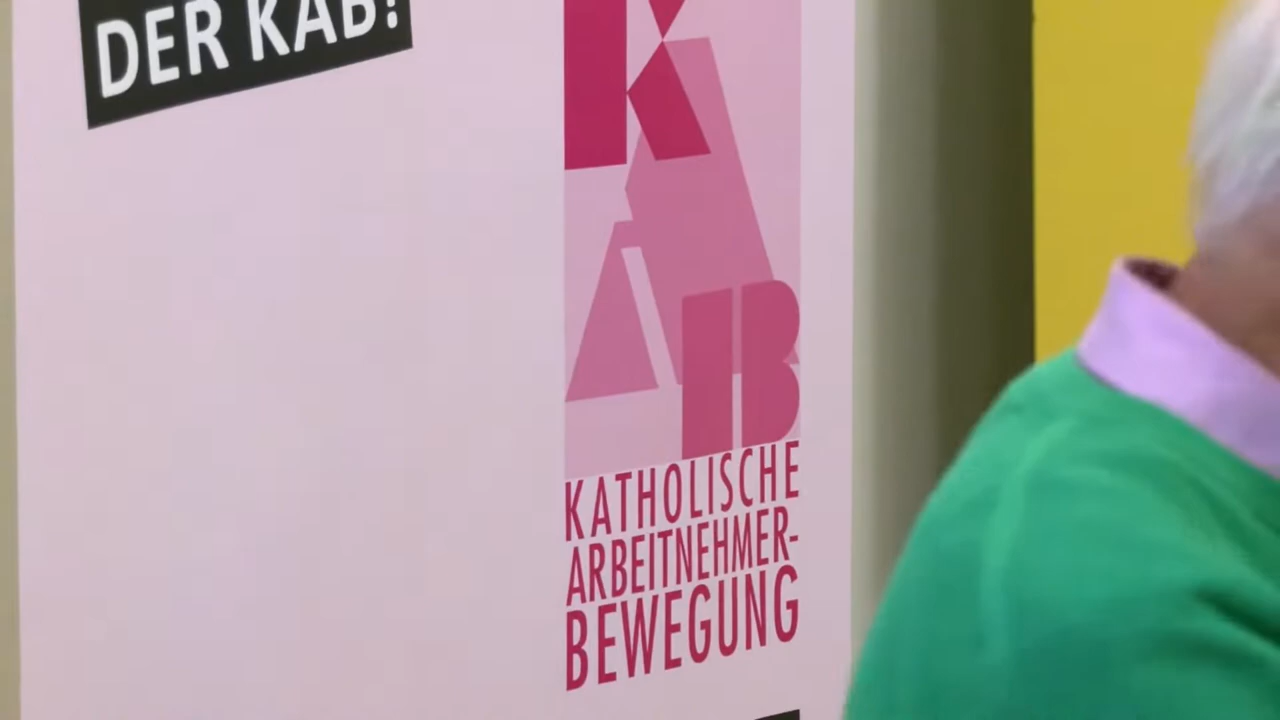 DER KAB!
KAB
KATHOLISCHE
ARBEITNEHMER-
BEWEGUNG